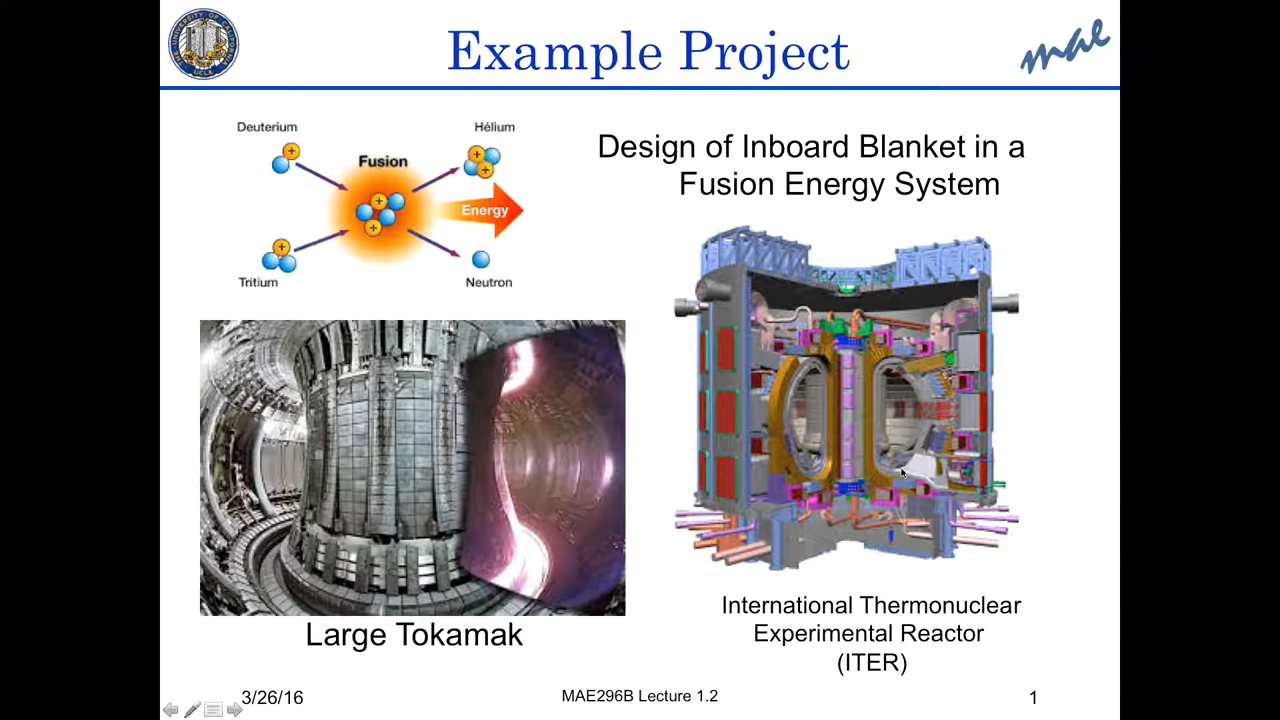 Example Project
mae
Deuterium
Hélium
Fusion
Energy
Tritium
Neutron
Design of Inboard Blanket in a
Fusion Energy System
Large Tokamak
International Thermonuclear
Experimental Reactor
(ITER)
3/26/16
MAE296B Lecture 1.2
1